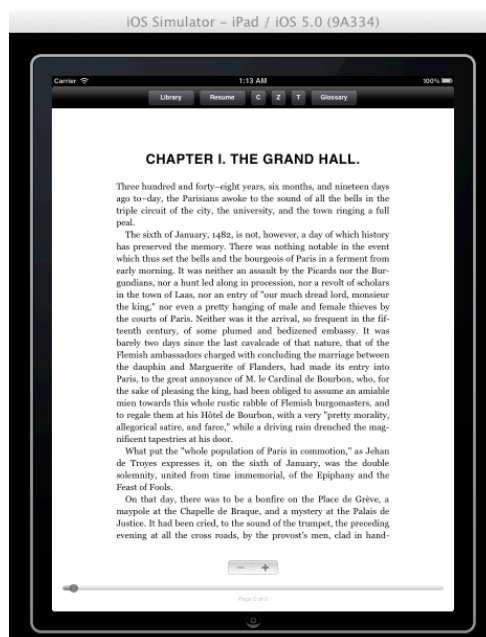 iOS Simulator - iPad / iOS 5.0 (9A334)
Carrier 1:13 AM 100%
Library Resume C Z T Glossary
CHAPTER I. THE GRAND HALL.
Three hundred and forty-eight years, six months, and nineteen days
ago to-day, the Parisians awoke to the sound of all the bells in the
triple circuit of the city, the university, and the town ringing a full
peal.
The sixth of January, 1482, is not, however, a day of which history
has preserved the memory. There was nothing notable in the event
which thus set the bells and the bourgeois of Paris in a ferment from
early morning. It was neither an assault by the Picards nor the Bur-
gundians, nor a hunt led along in procession, nor a revolt of scholars
in the town of Laas, nor an entry of "our much dread lord, monsieur
the king," nor even a pretty hanging of male and female thieves by
the courts of Paris. Neither was it the arrival, so frequent in the fif-
teenth century, of some plumed and bedizened embassy. It was
barely two days since the last cavalcade of that nature, that of the
Flemish ambassadors charged with concluding the marriage between
the dauphin and Marguerite of Flanders, had made its entry into
Paris, to the great annoyance of M. le Cardinal de Bourbon, who, for
the sake of pleasing the king, had been obliged to assume an amiable
mien towards this whole rustic rabble of Flemish burgomasters, and
to regale them at his Hôtel de Bourbon, with a very "pretty morality,
allegorical satire, and farce," while a driving rain drenched the mag-
nificent tapestries at his door.
What put the "whole population of Paris in commotion," as Jehan
de Troyes expresses it, on the sixth of January, was the double
solemnity, united from time immemorial, of the Epiphany and the
Feast of Fools.
On that day, there was to be a bonfire on the Place de Grève, a
maypole at the Chapelle de Braque, and a mystery at the Palais de
Justice. It had been cried, to the sound of the trumpet, the preceding
evening at all the cross roads, by the provost's men, clad in hand-
- +